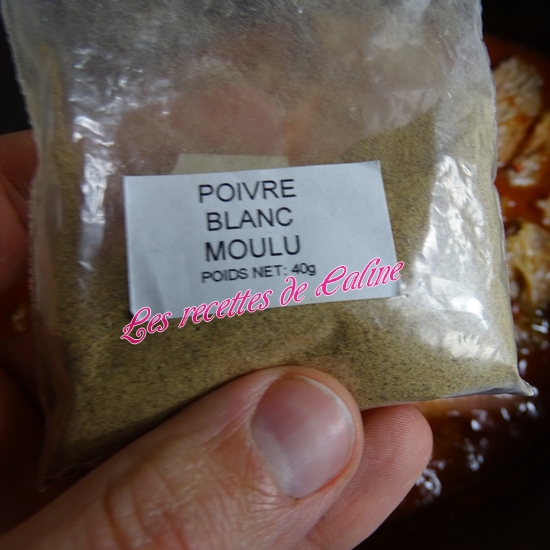 POIVRE
BLANC
MOULU
POIDS NET: 40g
Les recettes de Caline